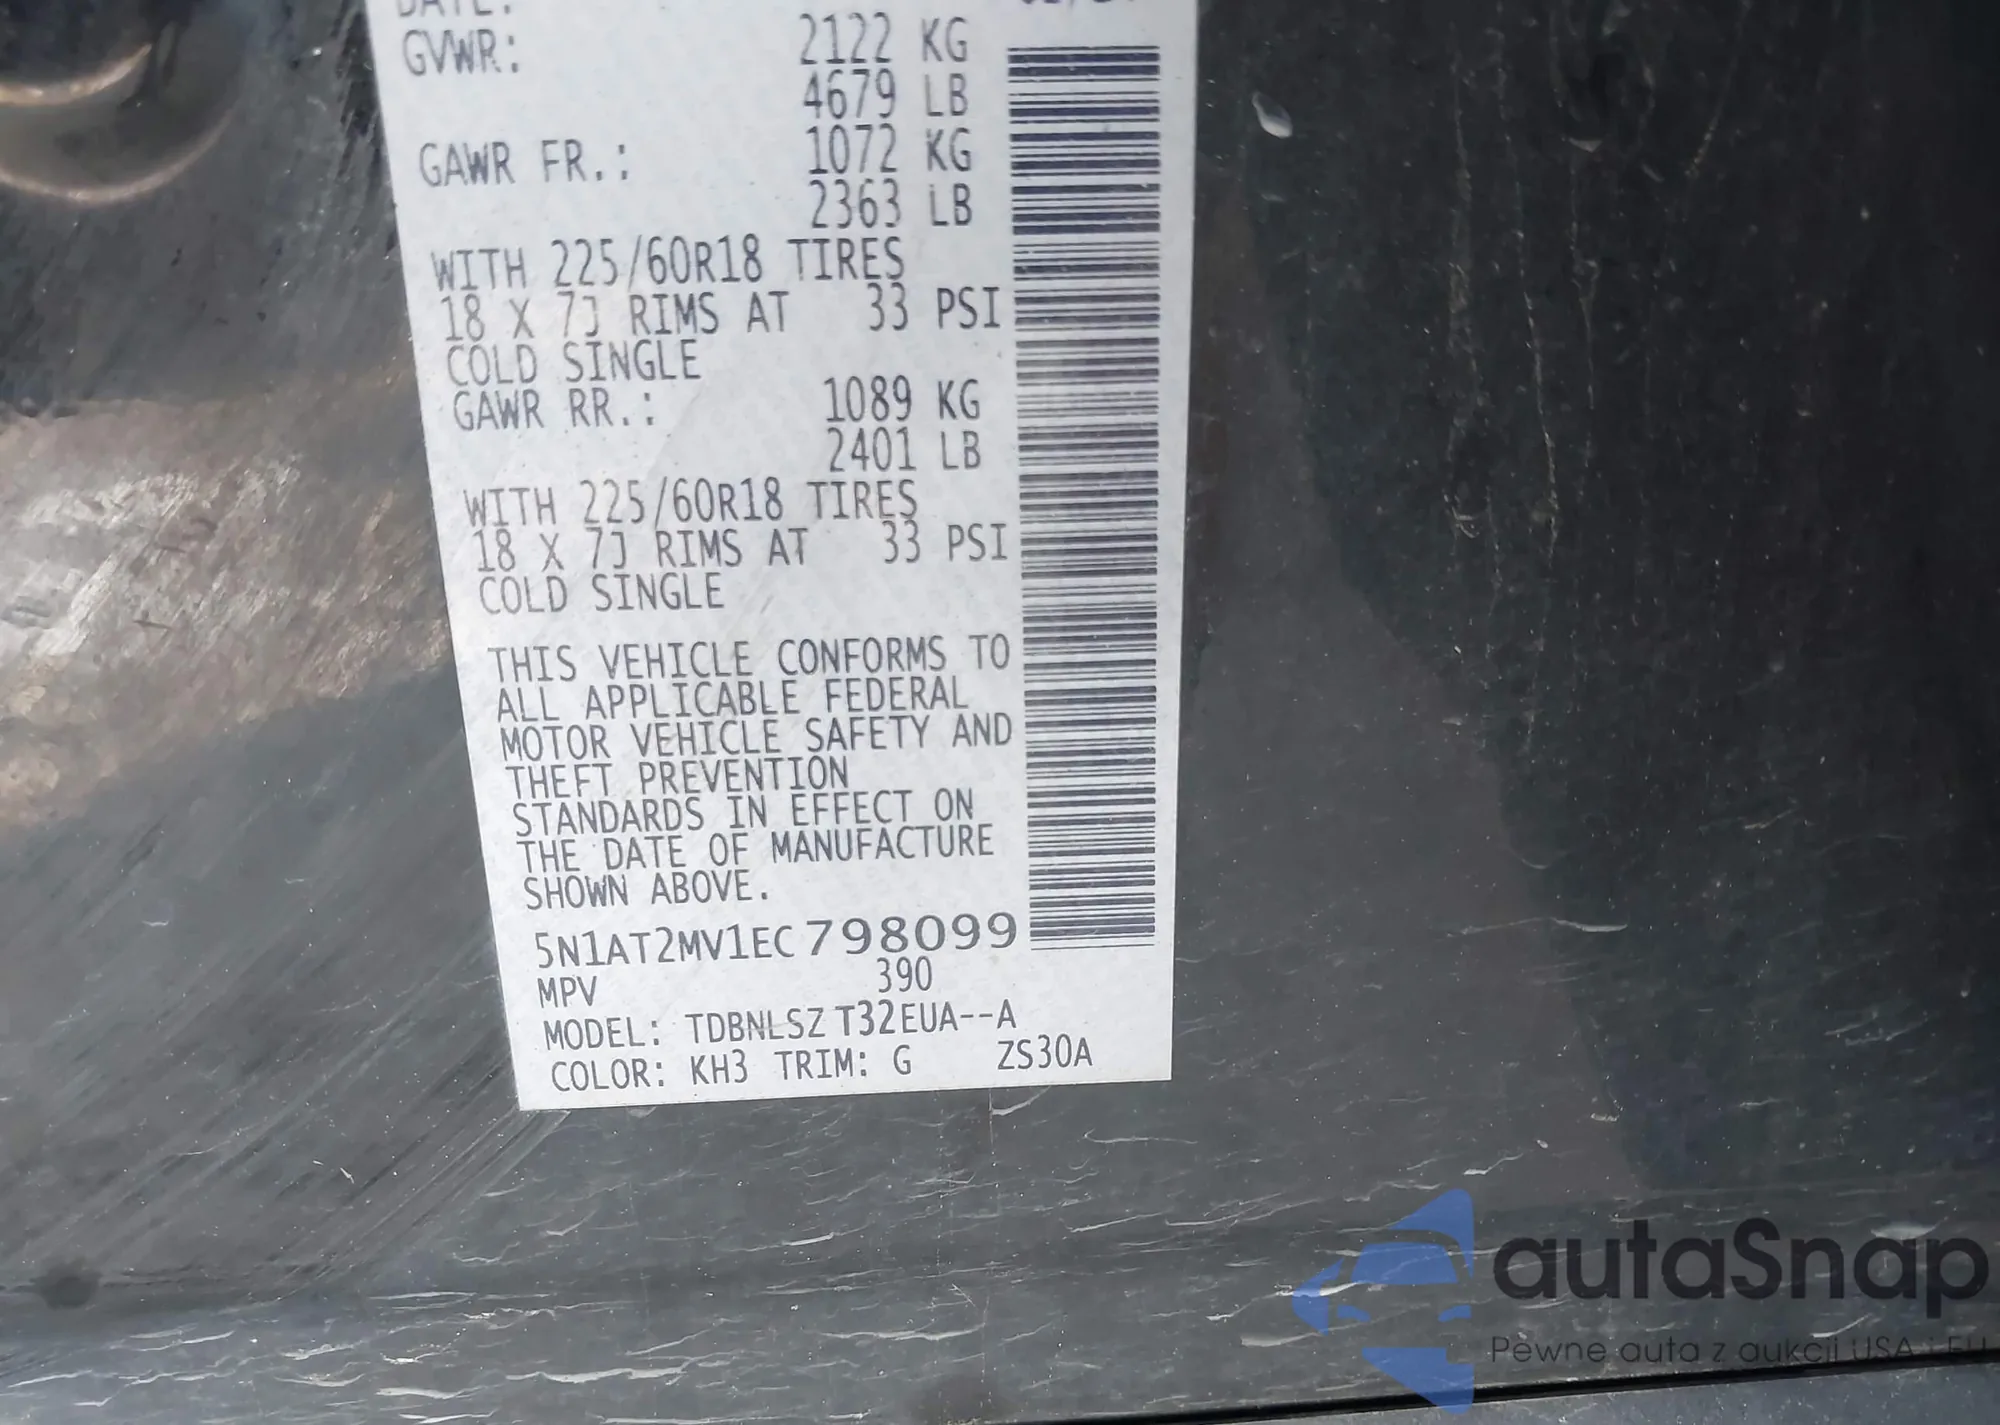 DATE:
GVWR: 2122 KG
4679 LB
GAWR FR.: 1072 KG
2363 LB
WITH 225/60R18 TIRES
18 X 7J RIMS AT 33 PSI
COLD SINGLE
GAWR RR.: 1089 KG
2401 LB
WITH 225/60R18 TIRES
18 X 7J RIMS AT 33 PSI
COLD SINGLE
THIS VEHICLE CONFORMS TO
ALL APPLICABLE FEDERAL
MOTOR VEHICLE SAFETY AND
THEFT PREVENTION
STANDARDS IN EFFECT ON
THE DATE OF MANUFACTURE
SHOWN ABOVE.
5N1AT2MV1EC798099
MPV 390
MODEL: TDBNLSZ T32EUA--A
COLOR: KH3 TRIM: G ZS30A
autaSnap
Pewne auta z aukcji USA i EU